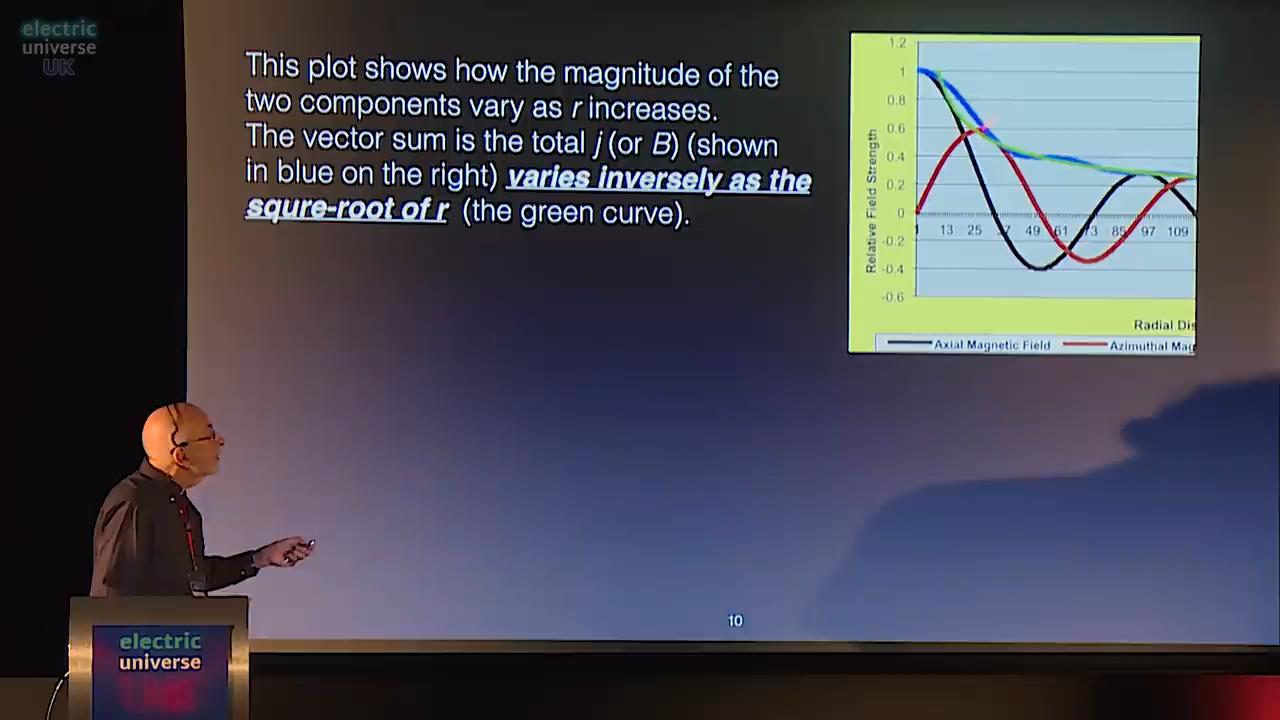 electric
universe
UK
This plot shows how the magnitude of the
two components vary as r increases.
The vector sum is the total j (or B) (shown
in blue on the right) varies inversely as the
squre-root of r (the green curve).
1.2
1
0.8
0.6
0.4
0.2
0
-0.2
-0.4
-0.6
Relative Field Strength
1 13 25 49 61 73 85 97 109
Radial Dis
Axial Magnetic Field Azimuthal Mag
10
electric
universe
UK